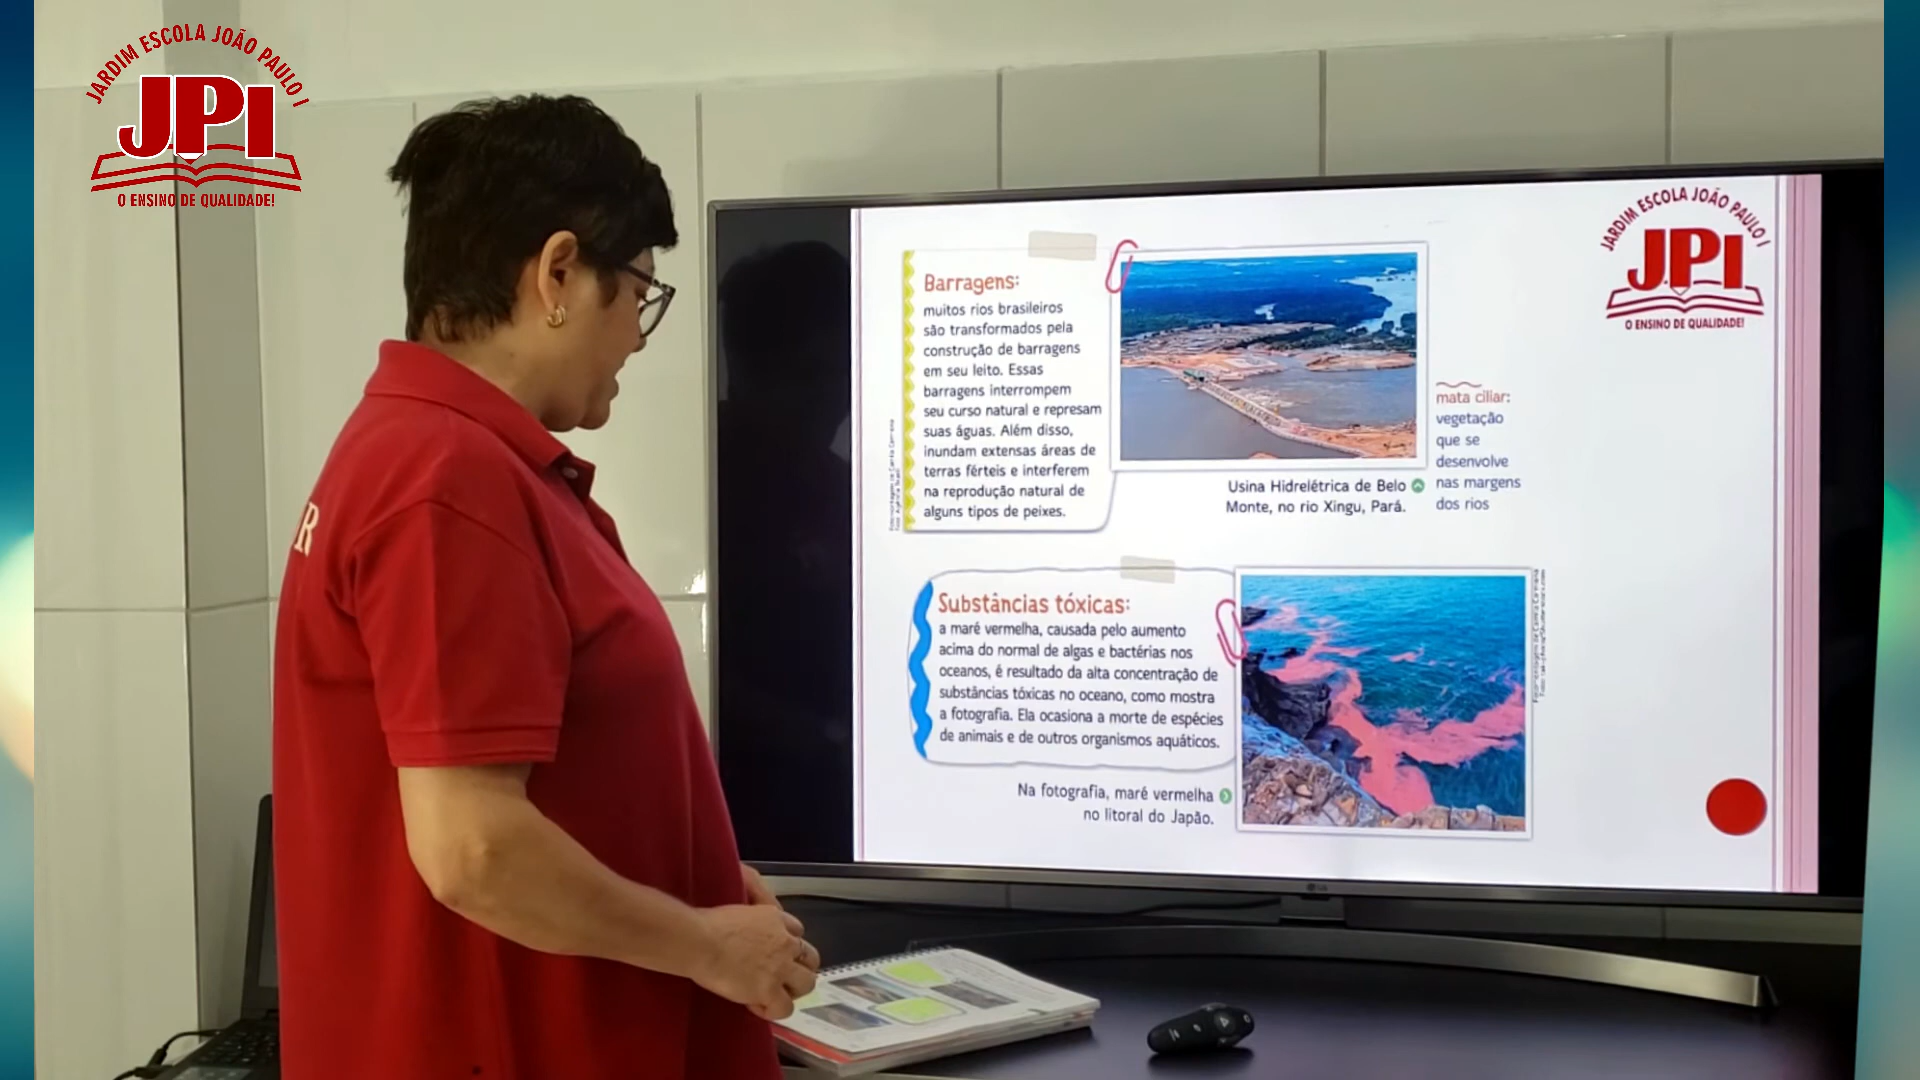 JARDIM ESCOLA JOÃO PAULO I
JPI
O ENSINO DE QUALIDADE!
R
JARDIM ESCOLA JOÃO PAULO I
JPI
O ENSINO DE QUALIDADE!
Barragens:
muitos rios brasileiros
são transformados pela
construção de barragens
em seu leito. Essas
barragens interrompem
seu curso natural e represam
suas águas. Além disso,
inundam extensas áreas de
terras férteis e interferem
na reprodução natural de
alguns tipos de peixes.
Usina Hidrelétrica de Belo
Monte, no rio Xingu, Pará.
mata ciliar:
vegetação
que se
desenvolve
nas margens
dos rios
Substâncias tóxicas:
a maré vermelha, causada pelo aumento
acima do normal de algas e bactérias nos
oceanos, é resultado da alta concentração de
substâncias tóxicas no oceano, como mostra
a fotografia. Ela ocasiona a morte de espécies
de animais e de outros organismos aquáticos.
Na fotografia, maré vermelha
no litoral do Japão.
LG